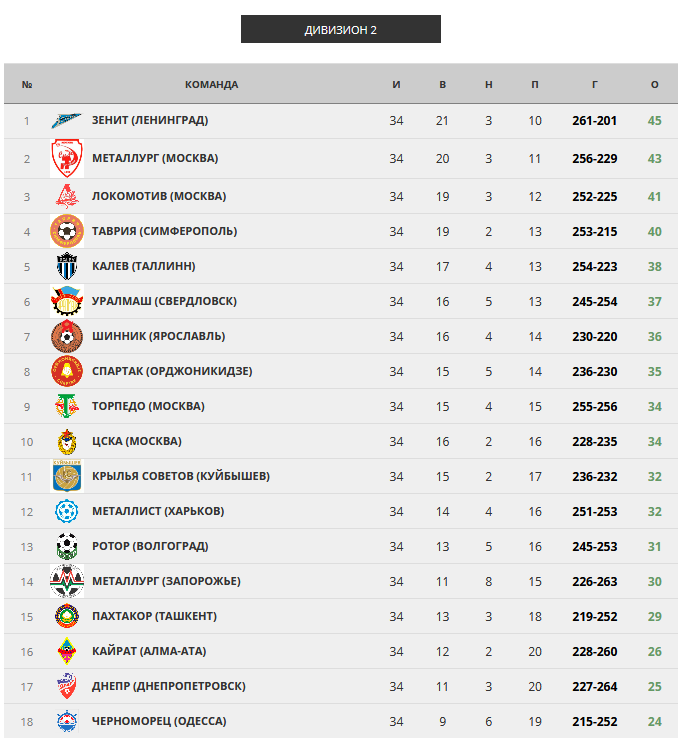 ДИВИЗИОН 2
№ КОМАНДА И В Н П Г О
1 ЗЕНИТ (ЛЕНИНГРАД) 34 21 3 10 261-201 45
2 МЕТАЛЛУРГ (МОСКВА) 34 20 3 11 256-229 43
3 ЛОКОМОТИВ (МОСКВА) 34 19 3 12 252-225 41
4 ТАВРИЯ (СИМФЕРОПОЛЬ) 34 19 2 13 253-215 40
5 КАЛЕВ (ТАЛЛИНН) 34 17 4 13 254-223 38
6 УРАЛМАШ (СВЕРДЛОВСК) 34 16 5 13 245-254 37
7 ШИННИК (ЯРОСЛАВЛЬ) 34 16 4 14 230-220 36
8 СПАРТАК (ОРДЖОНИКИДЗЕ) 34 15 5 14 236-230 35
9 ТОРПЕДО (МОСКВА) 34 15 4 15 255-256 34
10 ЦСКА (МОСКВА) 34 16 2 16 228-235 34
11 КРЫЛЬЯ СОВЕТОВ (КУЙБЫШЕВ) 34 15 2 17 236-232 32
12 МЕТАЛЛИСТ (ХАРЬКОВ) 34 14 4 16 251-253 32
13 РОТОР (ВОЛГОГРАД) 34 13 5 16 245-253 31
14 МЕТАЛЛУРГ (ЗАПОРОЖЬЕ) 34 11 8 15 226-263 30
15 ПАХТАКОР (ТАШКЕНТ) 34 13 3 18 219-252 29
16 КАЙРАТ (АЛМА-АТА) 34 12 2 20 228-260 26
17 ДНЕПР (ДНЕПРОПЕТРОВСК) 34 11 3 20 227-264 25
18 ЧЕРНОМОРЕЦ (ОДЕССА) 34 9 6 19 215-252 24